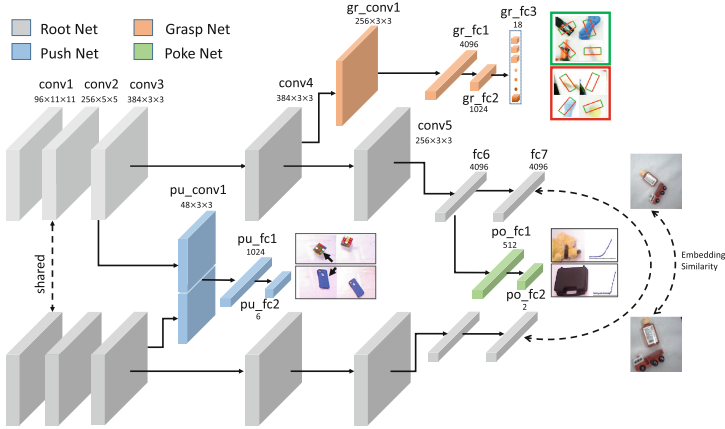 Root Net
Grasp Net
Push Net
Poke Net
conv1
96×11×11
conv2
256×5×5
conv3
384×3×3
conv4
384×3×3
gr_conv1
256×3×3
gr_fc1
4096
gr_fc2
1024
gr_fc3
18
conv5
256×3×3
fc6
4096
fc7
4096
pu_conv1
48×3×3
pu_fc1
1024
pu_fc2
6
po_fc1
512
po_fc2
2
shared
Embedding
Similarity